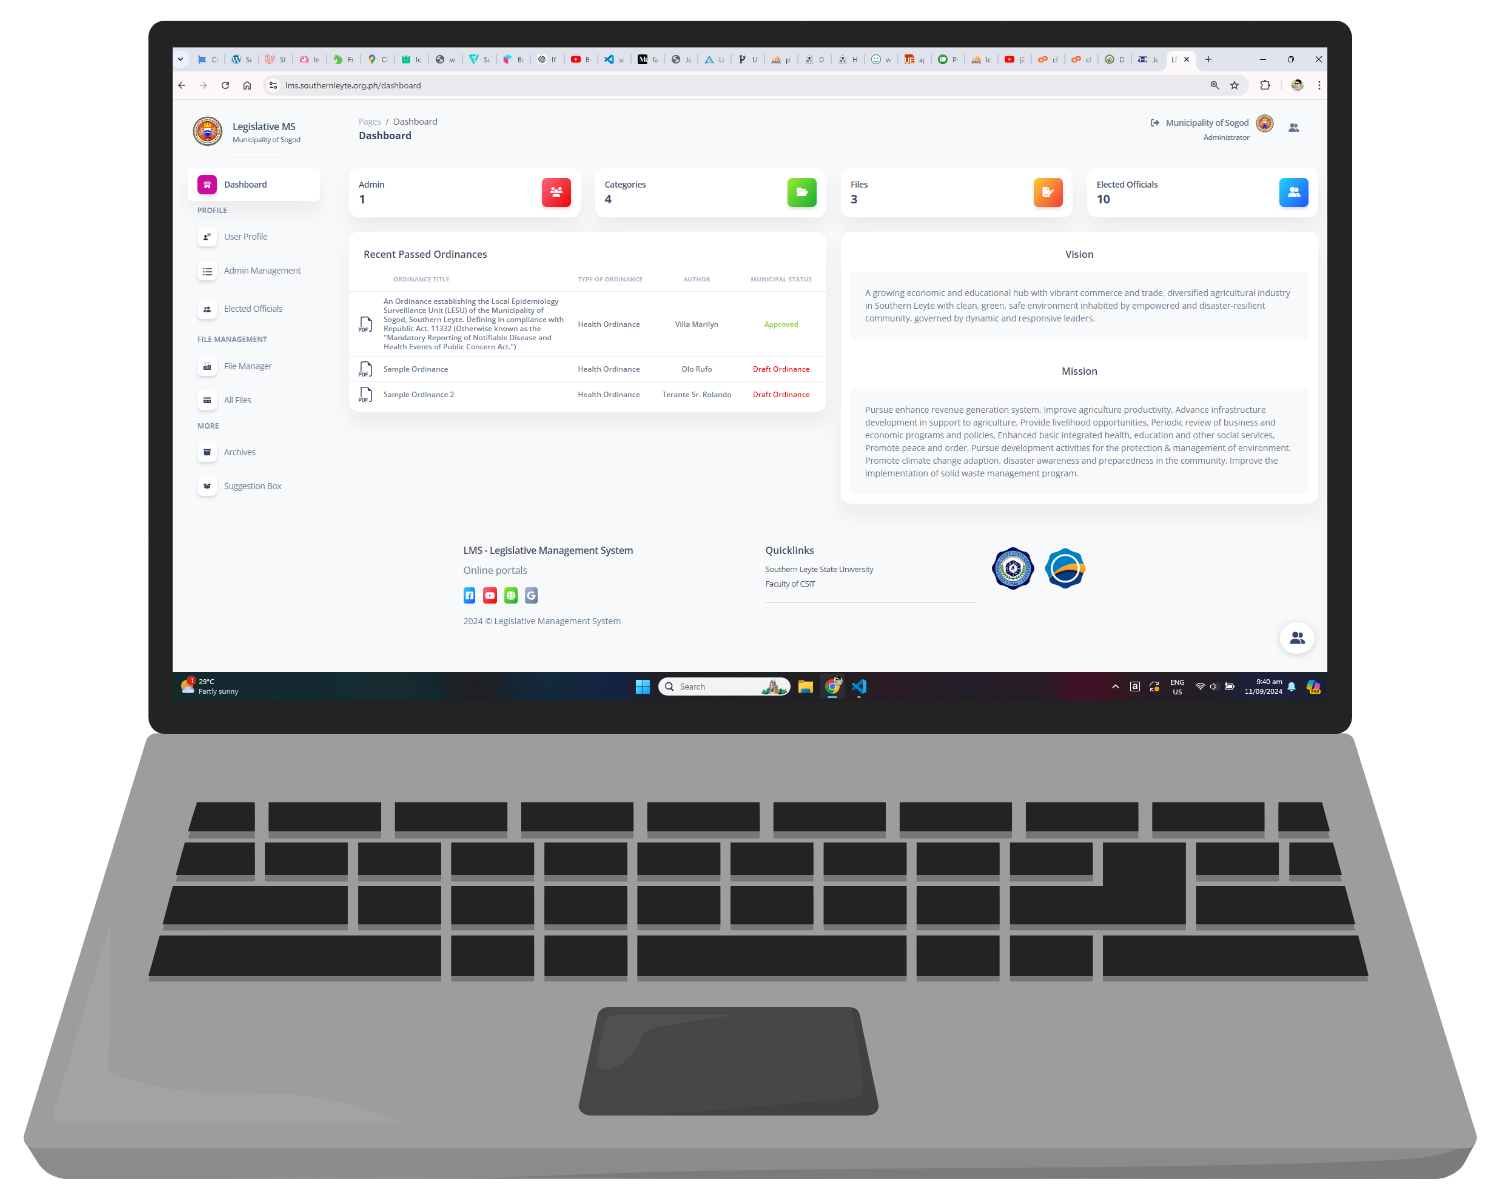 lms.southernleyte.org.ph/dashboard
Legislative MS
Municipality of Sogod
Pages / Dashboard
Dashboard
Municipality of Sogod
Administrator
Dashboard
PROFILE
User Profile
Admin Management
Elected Officials
FILE MANAGEMENT
File Manager
All Files
MORE
Archives
Suggestion Box
Admin
1
Categories
4
Files
3
Elected Officials
10
Recent Passed Ordinances
ORDINANCE TITLE TYPE OF ORDINANCE AUTHOR MUNICIPAL STATUS
An Ordinance establishing the Local Epidemiology
Surveillance Unit (LESU) of the Municipality of
Sogod, Southern Leyte. Defining in compliance with
Republic Act. 11332 (Otherwise known as the
"Mandatory Reporting of Notifiable Disease and
Health Events of Public Concern Act.")
PDF
Health Ordinance
Villa Marilyn
Approved
PDF Sample Ordinance Health Ordinance Olo Rufo Draft Ordinance
PDF Sample Ordinance 2 Health Ordinance Terante Sr. Rolando Draft Ordinance
Vision
A growing economic and educational hub with vibrant commerce and trade, diversified agricultural industry
in Southern Leyte with clean, green, safe environment inhabited by empowered and disaster-resilient
community, governed by dynamic and responsive leaders.
Mission
Pursue enhance revenue generation system, Improve agriculture productivity, Advance infrastructure
development in support to agriculture, Provide livelihood opportunities, Periodic review of business and
economic programs and policies, Enhanced basic integrated health, education and other social services,
Promote peace and order, Pursue development activities for the protection & management of environment,
Promote climate change adaption, disaster awareness and preparedness in the community, Improve the
implementation of solid waste management program.
LMS - Legislative Management System
Online portals
2024 © Legislative Management System
Quicklinks
Southern Leyte State University
Faculty of CSIT
1
29°C
Partly sunny
Search
ENG
US
9:40 am
11/09/2024